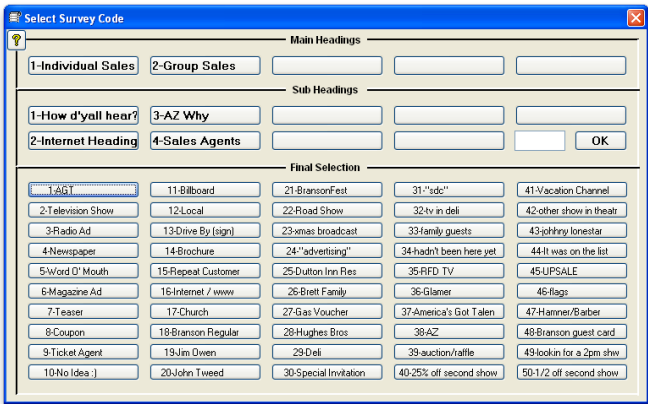 Select Survey Code
?
Main Headings
1-Individual Sales 2-Group Sales
Sub Headings
1-How d'yall hear? 3-AZ Why
2-Internet Heading 4-Sales Agents OK
Final Selection
1-AGT 11-Billboard 21-BransonFest 31-"sdc" 41-Vacation Channel
2-Television Show 12-Local 22-Road Show 32-tv in deli 42-other show in theatr
3-Radio Ad 13-Drive By (sign) 23-xmas broadcast 33-family guests 43-johhny lonestar
4-Newspaper 14-Brochure 24-"advertising" 34-hadn't been here yet 44-It was on the list
5-Word O' Mouth 15-Repeat Customer 25-Dutton Inn Res 35-RFD TV 45-UPSALE
6-Magazine Ad 16-Internet / www 26-Brett Family 36-Glamer 46-flags
7-Teaser 17-Church 27-Gas Voucher 37-America's Got Talen 47-Hamner/Barber
8-Coupon 18-Branson Regular 28-Hughes Bros 38-AZ 48-Branson guest card
9-Ticket Agent 19-Jim Owen 29-Deli 39-auction/raffle 49-lookin for a 2pm shw
10-No Idea :) 20-John Tweed 30-Special Invitation 40-25% off second show 50-1/2 off second show